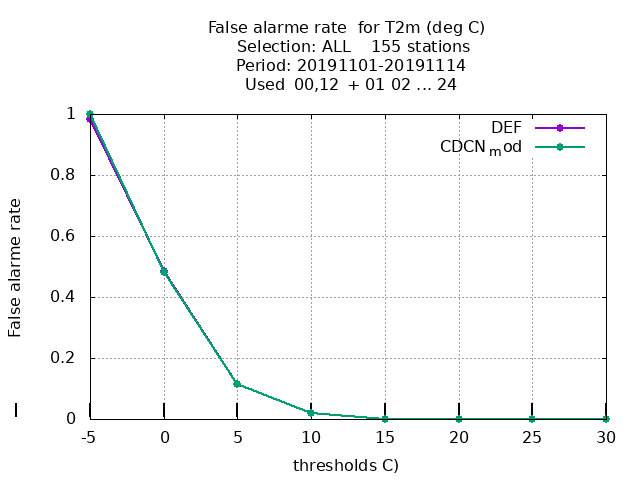 False alarme rate  for T2m (deg C)
Selection: ALL    155 stations
Period: 20191101-20191114
Used  00,12  + 01 02 ... 24
DEF
CDCN_mod
1
0.8
0.6
0.4
0.2
0
False alarme rate
-5 0 5 10 15 20 25 30
thresholds C)